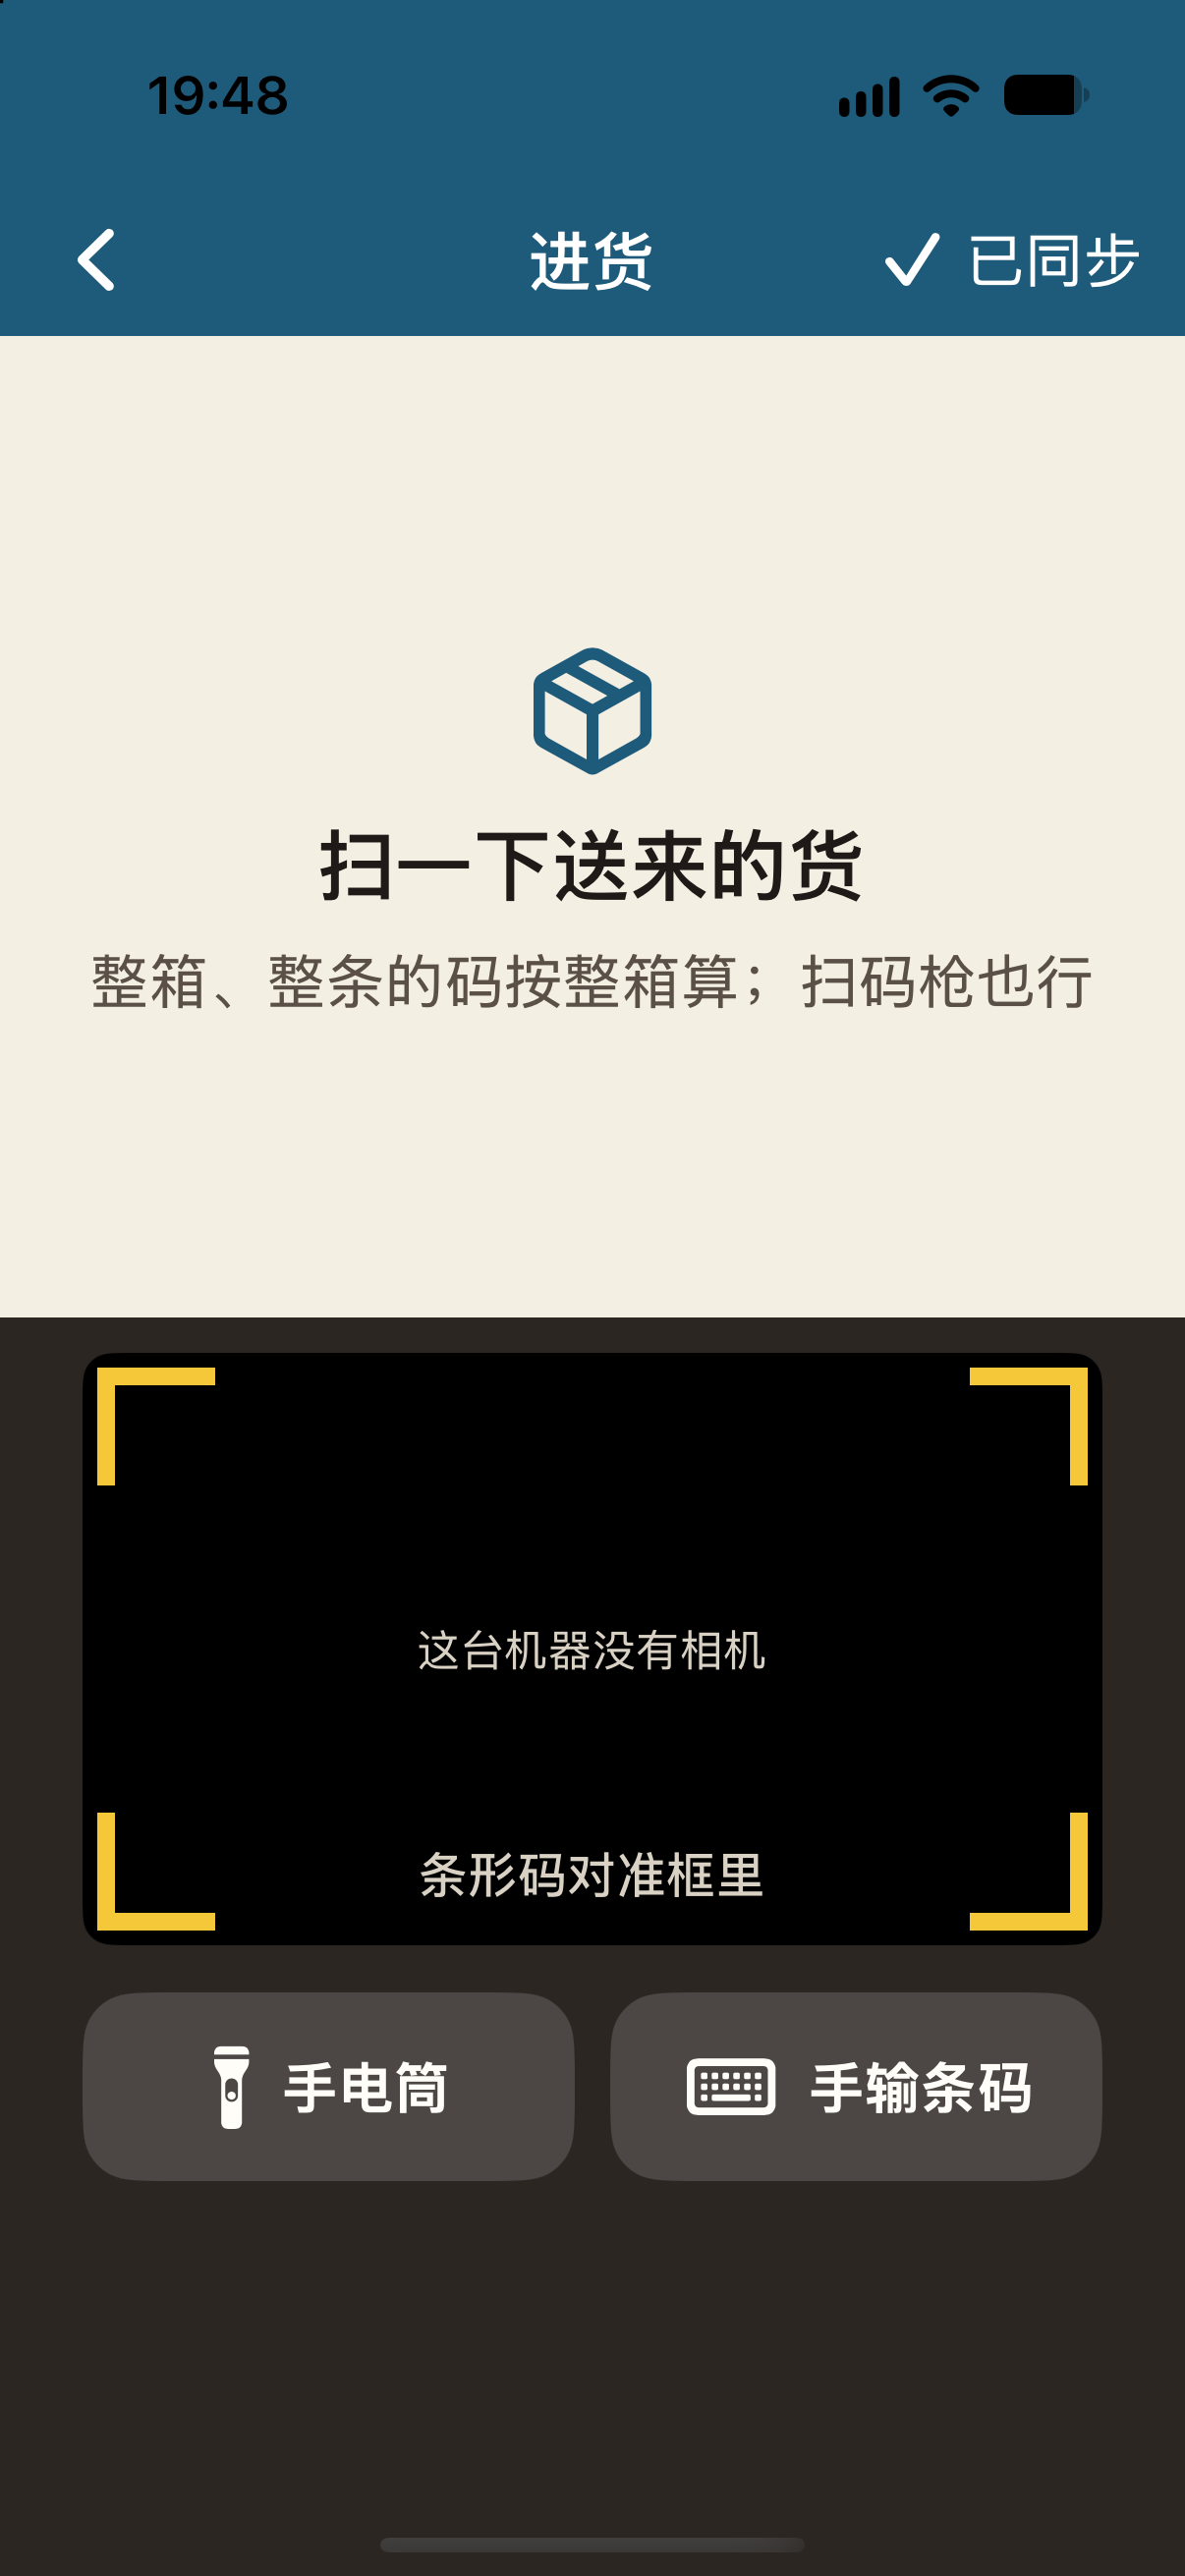 19:48
进货
已同步
扫一下送来的货
整箱、整条的码按整箱算；扫码枪也行
这台机器没有相机
条形码对准框里
手电筒
手输条码